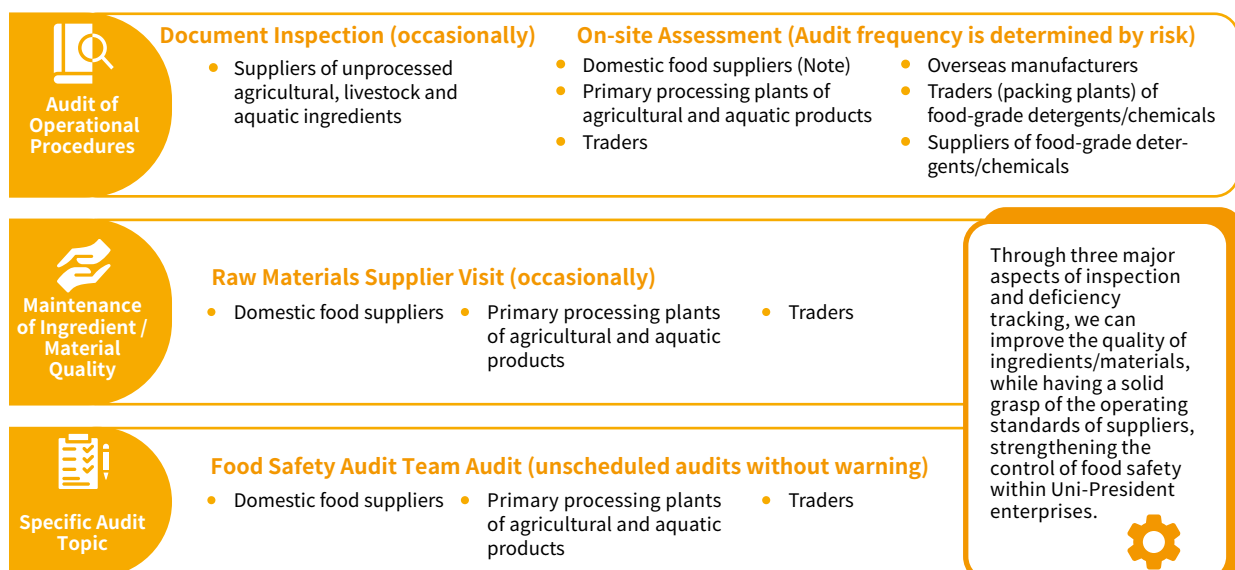 Audit of
Operational
Procedures
Document Inspection (occasionally)
• Suppliers of unprocessed
agricultural, livestock and
aquatic ingredients
On-site Assessment (Audit frequency is determined by risk)
• Domestic food suppliers (Note)
• Primary processing plants of
agricultural and aquatic products
• Traders
• Overseas manufacturers
• Traders (packing plants) of
food-grade detergents/chemicals
• Suppliers of food-grade deter-
gents/chemicals
Maintenance
of Ingredient /
Material
Quality
Raw Materials Supplier Visit (occasionally)
• Domestic food suppliers
• Primary processing plants
of agricultural and aquatic
products
• Traders
Specific Audit
Topic
Food Safety Audit Team Audit (unscheduled audits without warning)
• Domestic food suppliers
• Primary processing plants
of agricultural and aquatic
products
• Traders
Through three major
aspects of inspection
and deficiency
tracking, we can
improve the quality of
ingredients/materials,
while having a solid
grasp of the operating
standards of suppliers,
strengthening the
control of food safety
within Uni-President
enterprises.